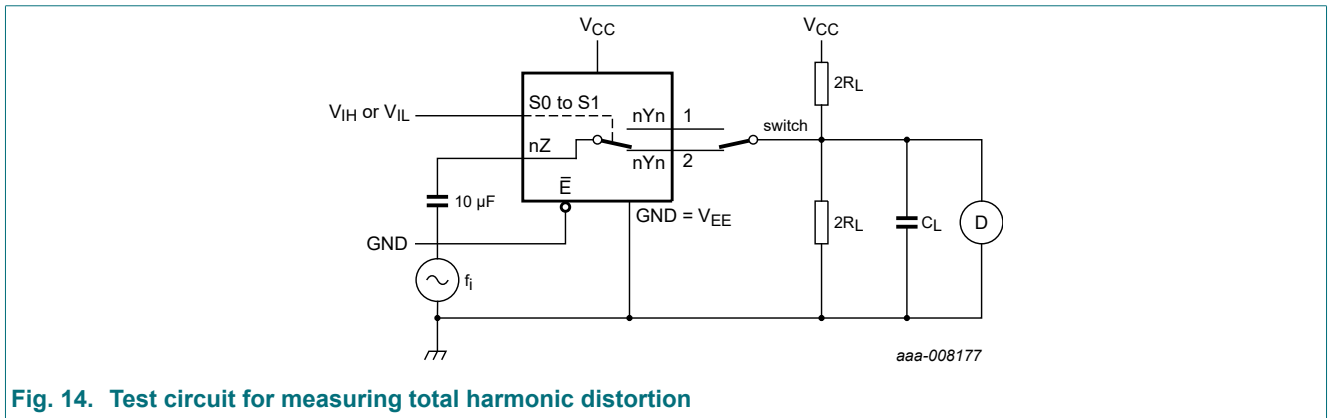 VCC
VCC
2RL
VIH or VIL
S0 to S1
nYn
1
switch
nZ
nYn
2
E̅
10 µF
GND = VEE
2RL
CL
D
GND
fi
aaa-008177
Fig. 14. Test circuit for measuring total harmonic distortion